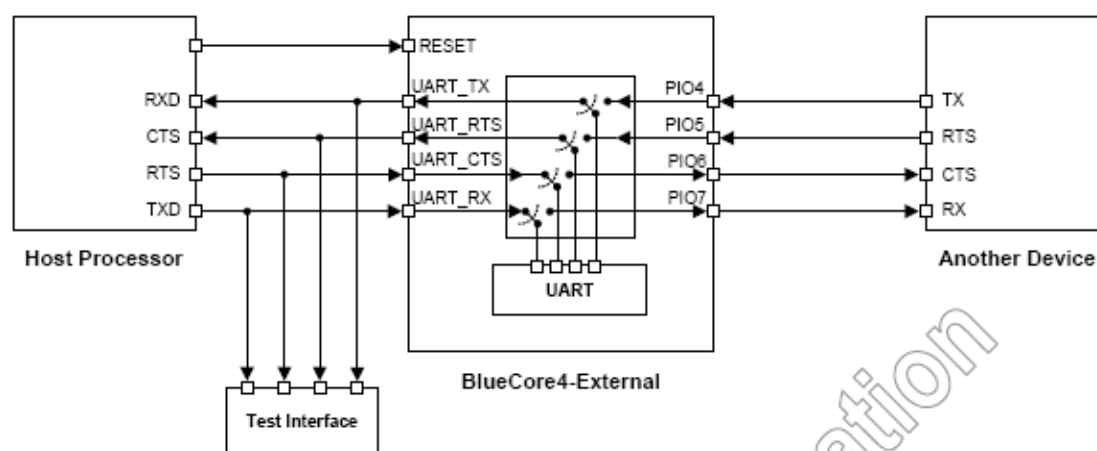 RESET
RXD UART_TX PIO4 TX
CTS UART_RTS PIO5 RTS
RTS UART_CTS PIO6 CTS
TXD UART_RX PIO7 RX
Host Processor
Another Device
UART
BlueCore4-External
Test Interface